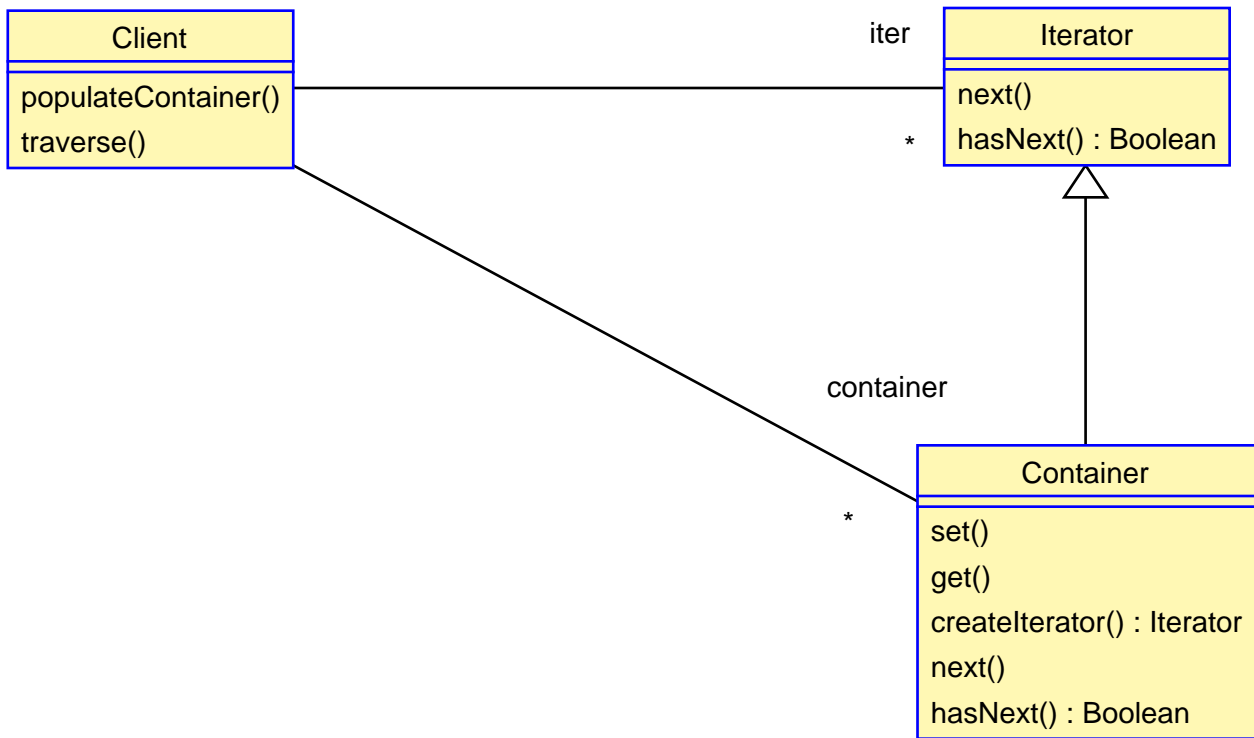 Client
populateContainer()
traverse()
iter
*
Iterator
next()
hasNext() : Boolean
container
*
Container
set()
get()
createIterator() : Iterator
next()
hasNext() : Boolean